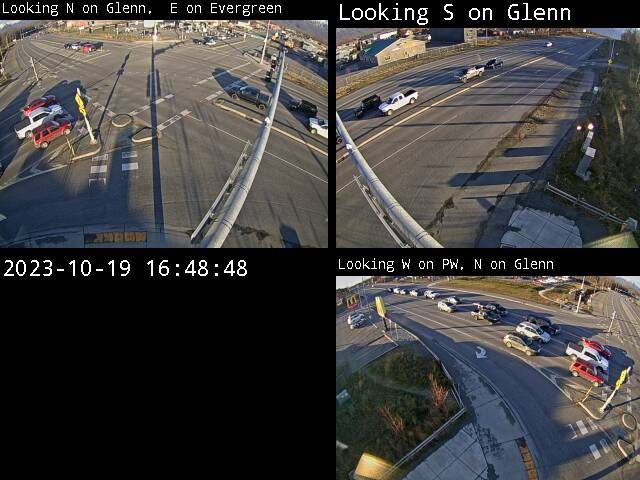 Looking N on Glenn, E on Evergreen
Looking S on Glenn
2023-10-19 16:48:48
Looking W on PW, N on Glenn